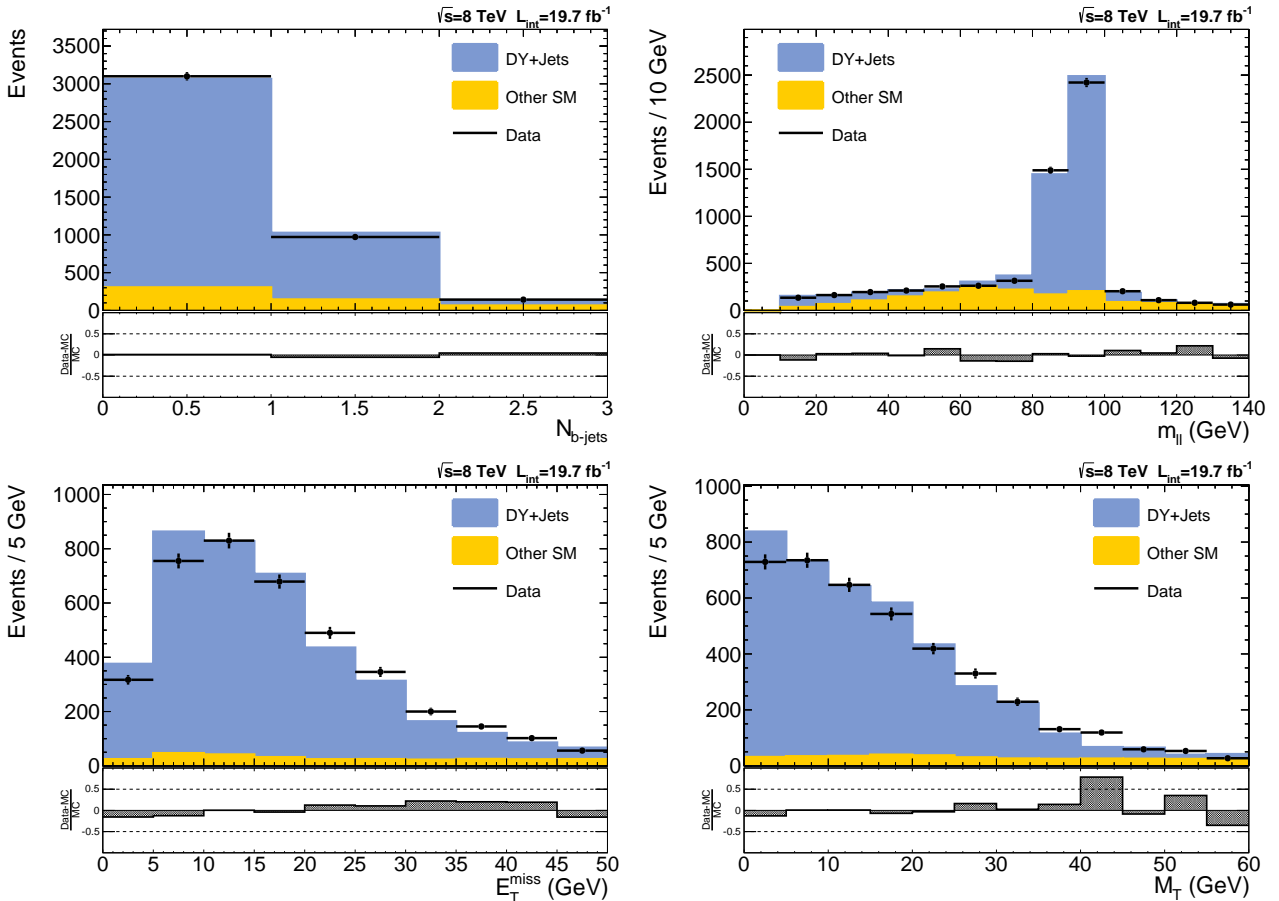 √s=8 TeV L_int=19.7 fb^-1
Events
3500
3000
2500
2000
1500
1000
500
0
DY+Jets
Other SM
Data
Data-MC
MC
0.5
0
-0.5
0 0.5 1 1.5 2 2.5 3
N_b-jets
√s=8 TeV L_int=19.7 fb^-1
Events / 10 GeV
2500
2000
1500
1000
500
0
DY+Jets
Other SM
Data
Data-MC
MC
0.5
0
-0.5
0 20 40 60 80 100 120 140
m_ll (GeV)
√s=8 TeV L_int=19.7 fb^-1
Events / 5 GeV
1000
800
600
400
200
0
DY+Jets
Other SM
Data
Data-MC
MC
0.5
0
-0.5
0 5 10 15 20 25 30 35 40 45 50
E_T^miss (GeV)
√s=8 TeV L_int=19.7 fb^-1
Events / 5 GeV
1000
800
600
400
200
0
DY+Jets
Other SM
Data
Data-MC
MC
0.5
0
-0.5
0 10 20 30 40 50 60
M_T (GeV)